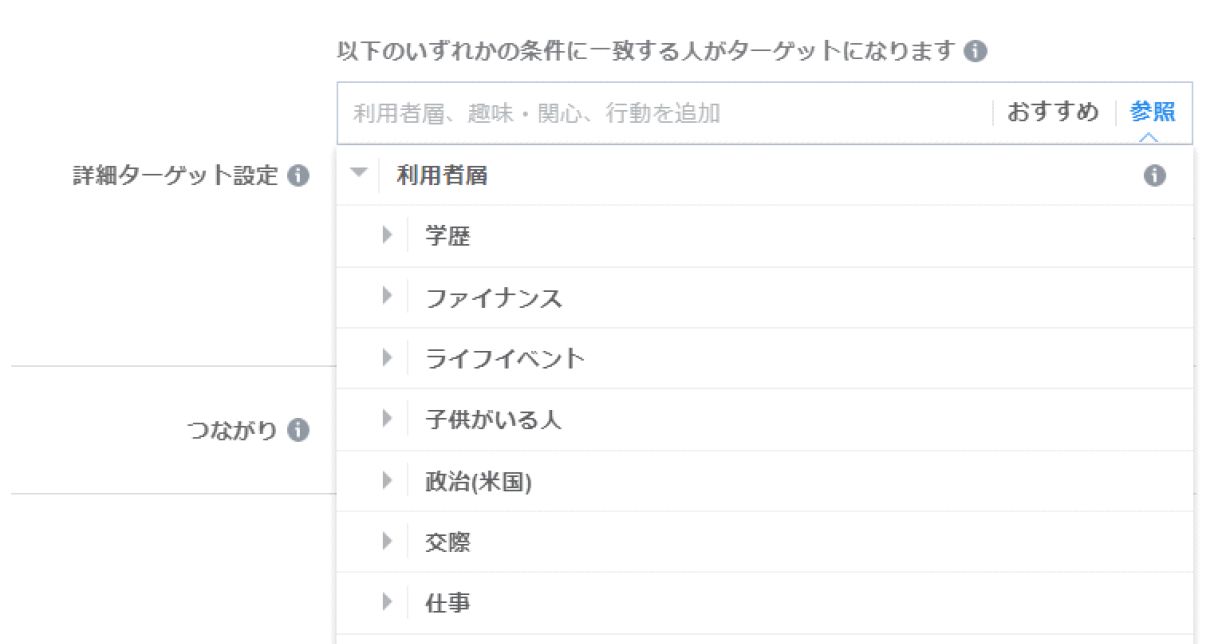 以下のいずれかの条件に一致する人がターゲットになります
利用者層、趣味・関心、行動を追加 おすすめ 参照
詳細ターゲット設定
利用者層
学歴
ファイナンス
ライフイベント
子供がいる人
つながり
政治(米国)
交際
仕事